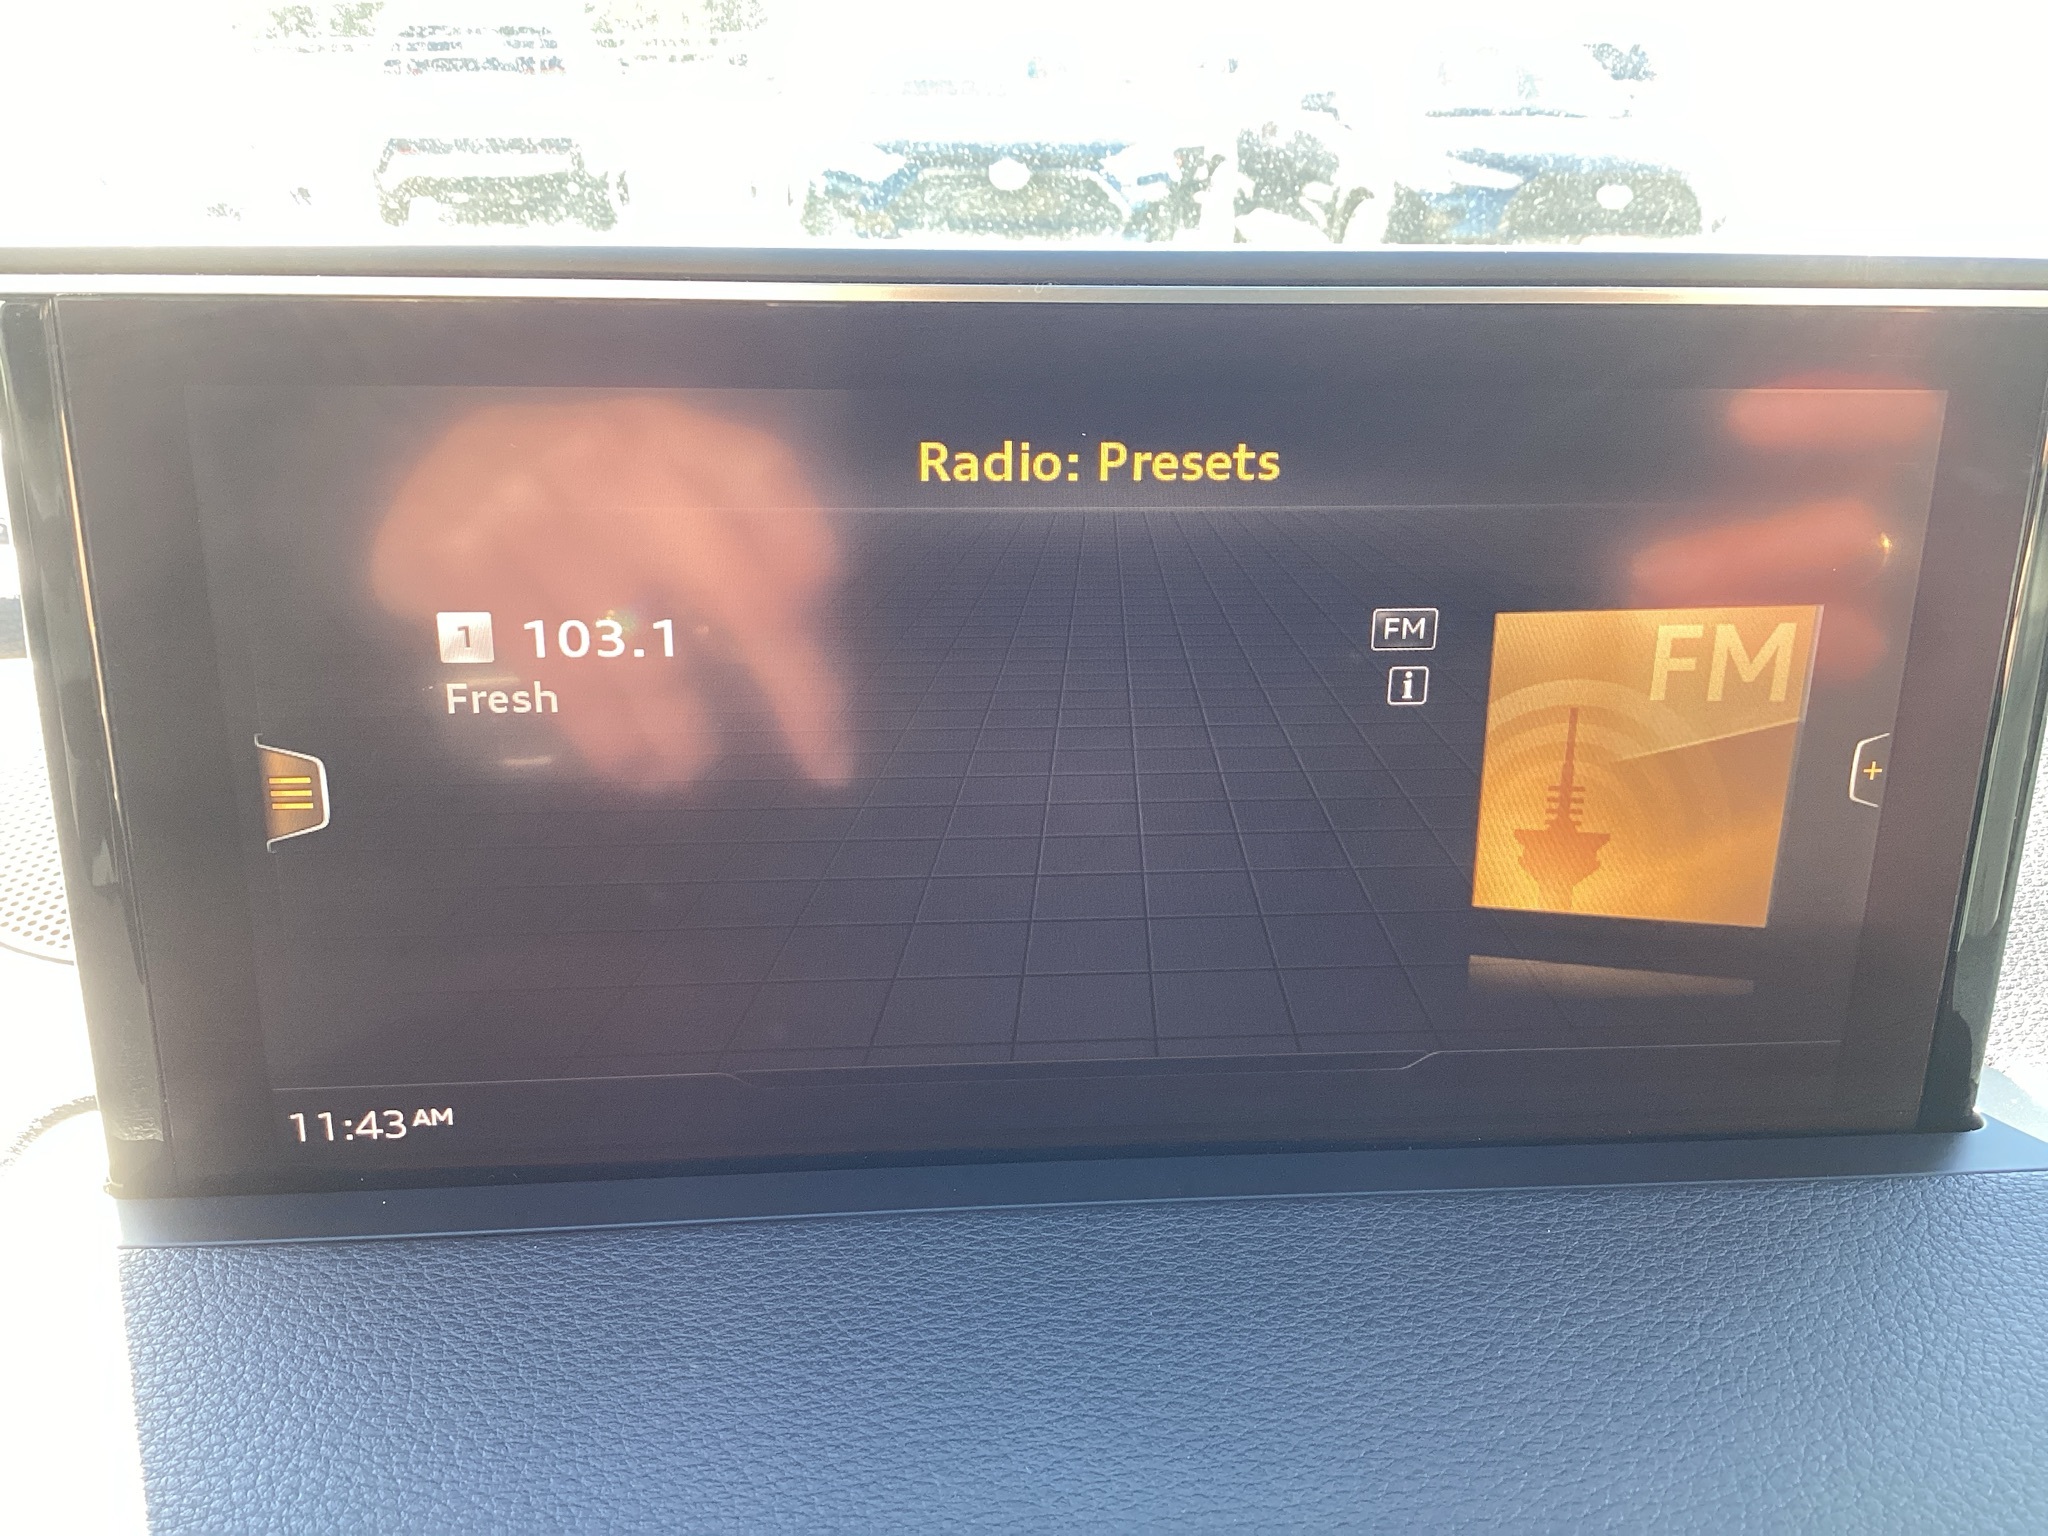 Radio: Presets
1 103.1
Fresh
FM
i
FM
+
11:43 AM